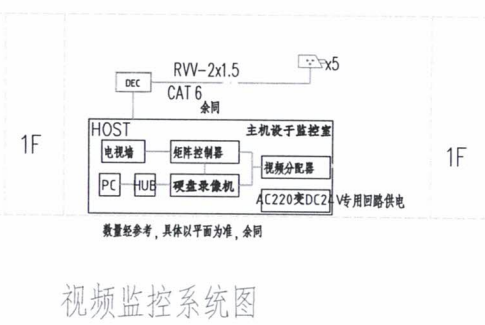 RVV-2x1.5
x5
DEC
CAT 6
余同
HOST
主机设于监控室
1F
电视墙
矩阵控制器
视频分配器
1F
PC
HUB
硬盘录像机
AC220变DC24V专用回路供电
数量经参考，具体以平面为准，余同
视频监控系统图